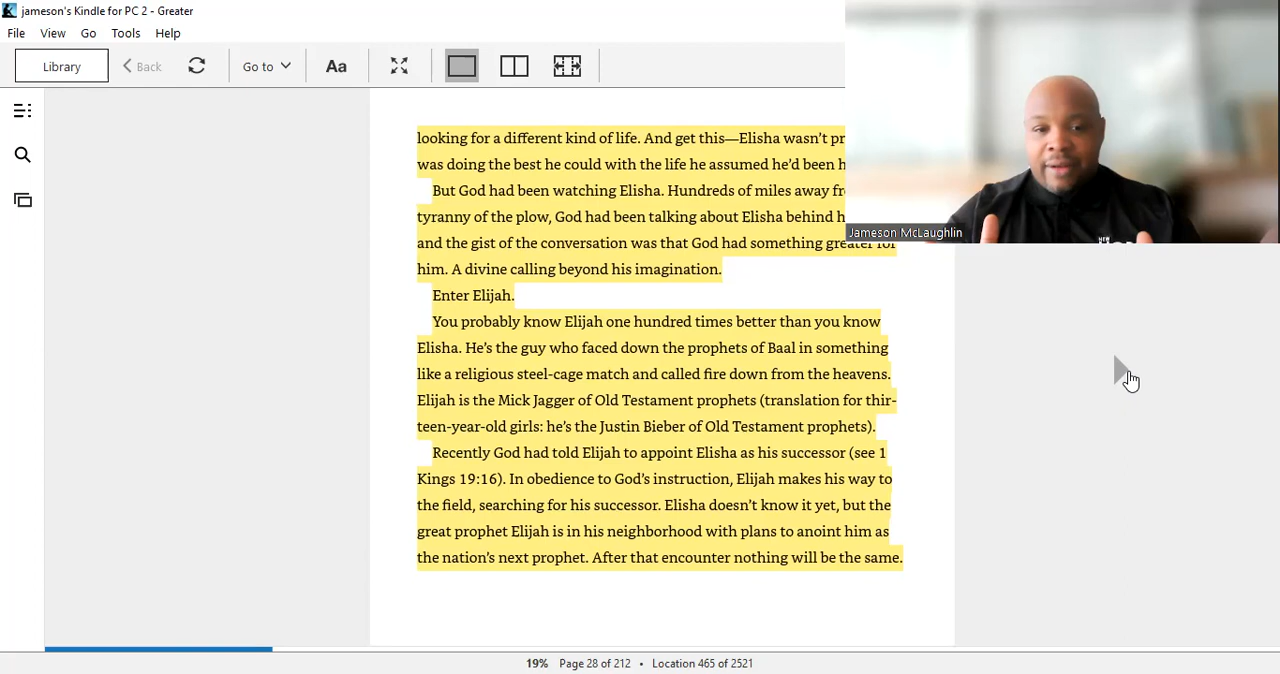 jameson's Kindle for PC 2 - Greater
File View Go Tools Help
Library Back Go to Aa
looking for a different kind of life. And get this—Elisha wasn't
was doing the best he could with the life he assumed he'd been
But God had been watching Elisha. Hundreds of miles away
tyranny of the plow, God had been talking about Elisha behind
and the gist of the conversation was that God had something greater for
him. A divine calling beyond his imagination.
Enter Elijah.
You probably know Elijah one hundred times better than you know
Elisha. He's the guy who faced down the prophets of Baal in something
like a religious steel-cage match and called fire down from the heavens.
Elijah is the Mick Jagger of Old Testament prophets (translation for thir-
teen-year-old girls: he's the Justin Bieber of Old Testament prophets).
Recently God had told Elijah to appoint Elisha as his successor (see 1
Kings 19:16). In obedience to God's instruction, Elijah makes his way to
the field, searching for his successor. Elisha doesn't know it yet, but the
great prophet Elijah is in his neighborhood with plans to anoint him as
the nation's next prophet. After that encounter nothing will be the same.
Jameson McLaughlin
19% Page 28 of 212 • Location 465 of 2521